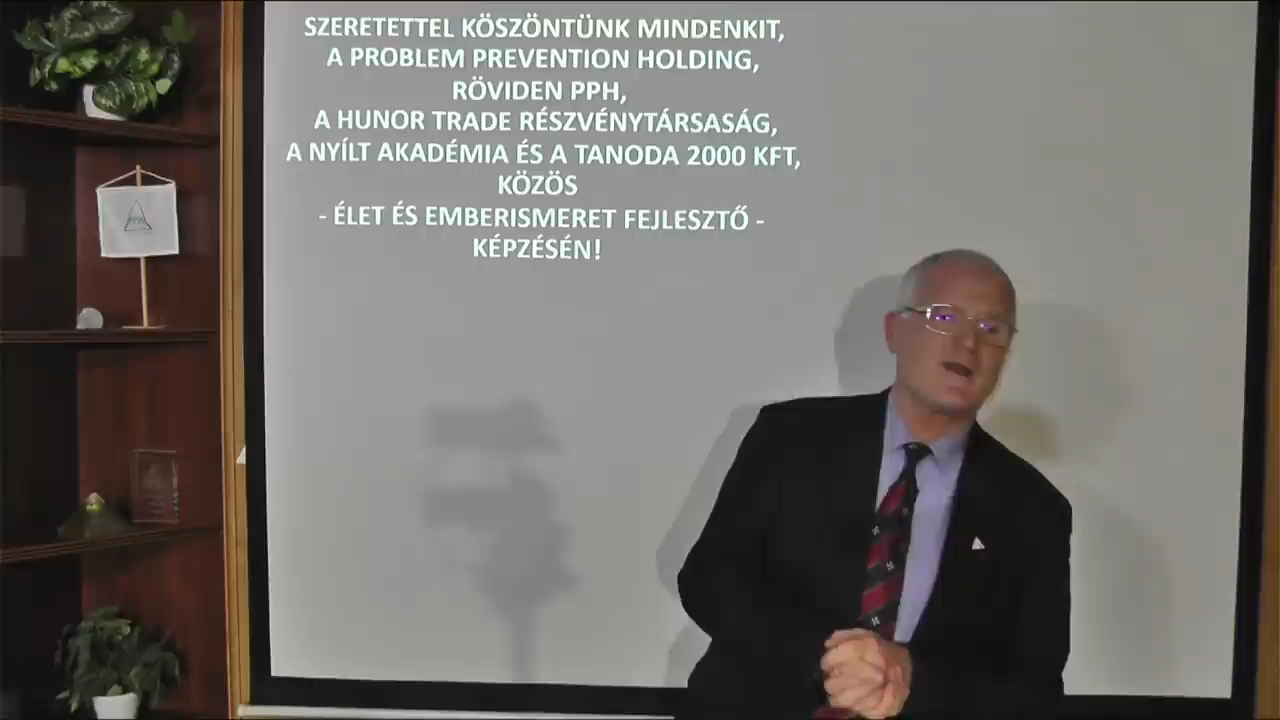 SZERETETTEL KÖSZÖNTÜNK MINDENKIT,
A PROBLEM PREVENTION HOLDING,
RÖVIDEN PPH,
A HUNOR TRADE RÉSZVÉNYTÁRSASÁG,
A NYÍLT AKADÉMIA ÉS A TANODA 2000 KFT,
KÖZÖS
- ÉLET ÉS EMBERISMERET FEJLESZTŐ -
KÉPZÉSÉN!